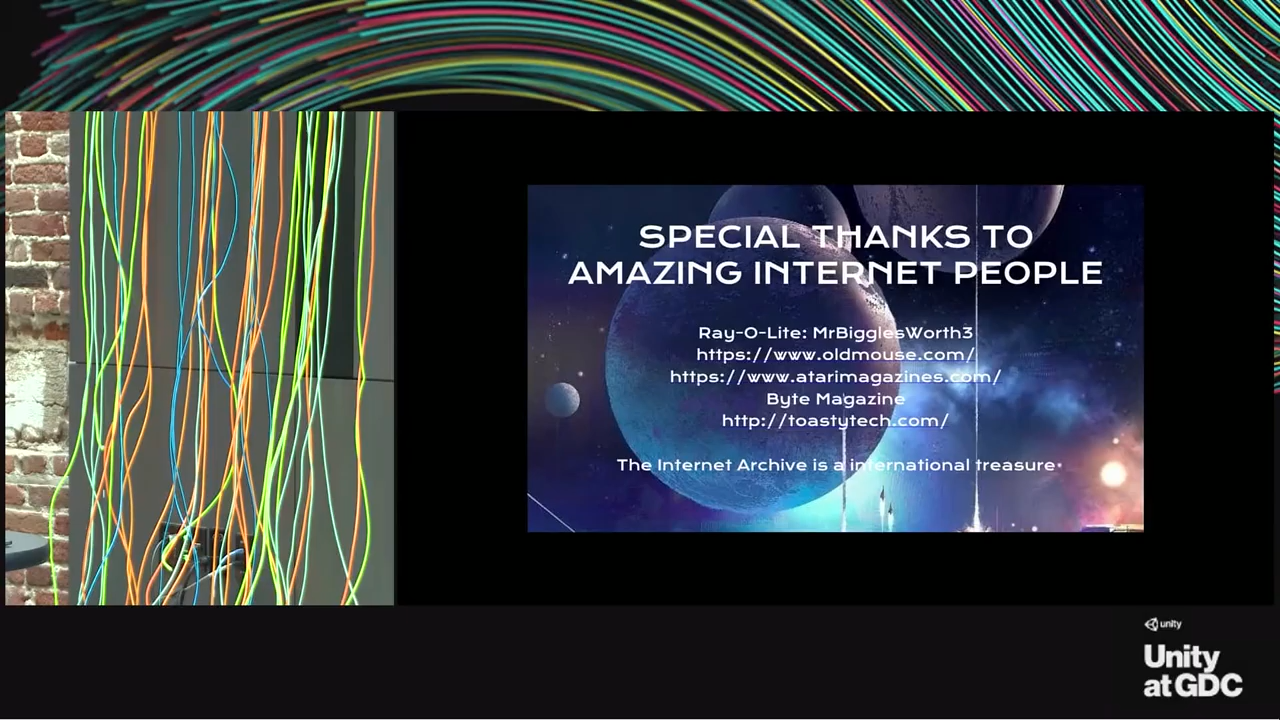 SPECIAL THANKS TO
AMAZING INTERNET PEOPLE
Ray-O-Lite: MrBigglesWorth3
https://www.oldmouse.com/
https://www.atarimagazines.com/
Byte Magazine
http://toastytech.com/
The Internet Archive is a international treasure
unity
Unity
at GDC